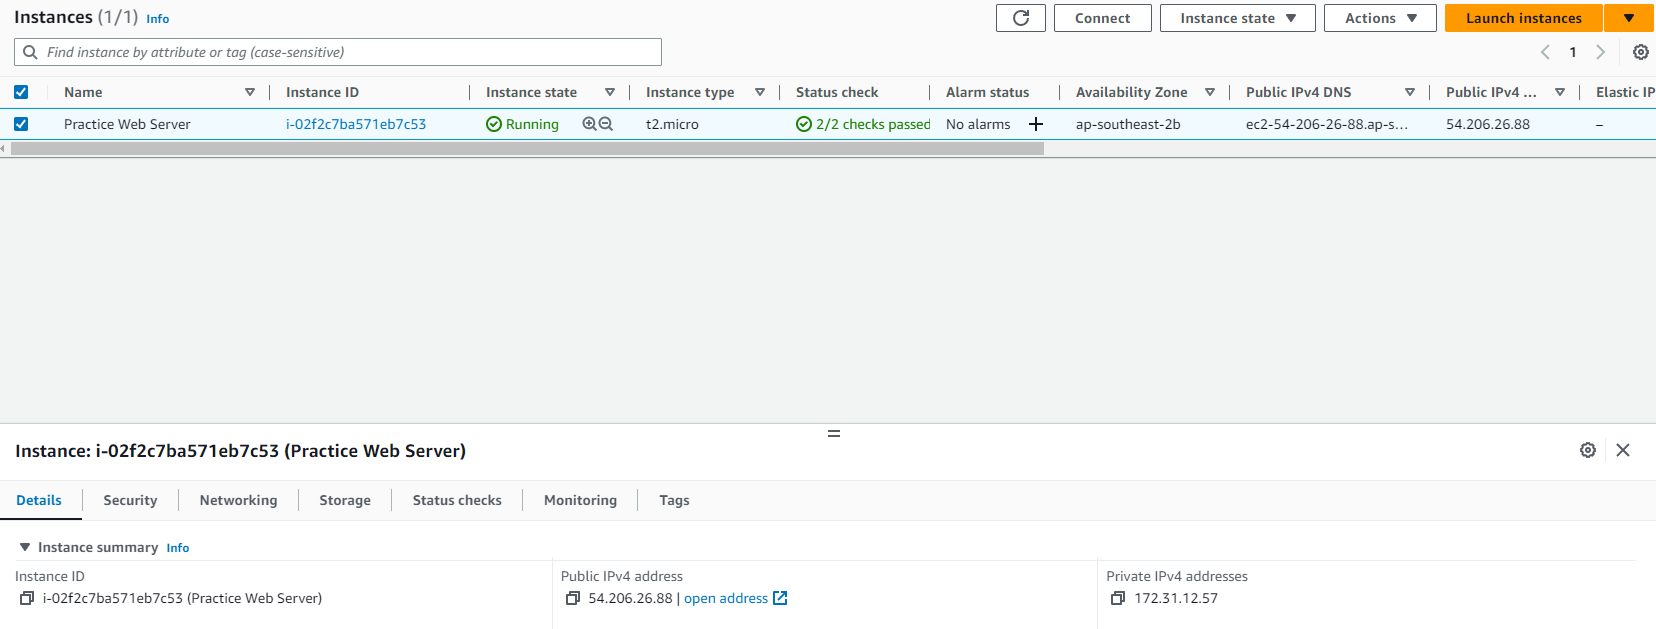 Instances (1/1) Info
Connect
Instance state
Actions
Launch instances
Find instance by attribute or tag (case-sensitive)
1
Name Instance ID Instance state Instance type Status check Alarm status Availability Zone Public IPv4 DNS Public IPv4 ... Elastic IP
Practice Web Server i-02f2c7ba571eb7c53 Running t2.micro 2/2 checks passed No alarms + ap-southeast-2b ec2-54-206-26-88.ap-s... 54.206.26.88 –
Instance: i-02f2c7ba571eb7c53 (Practice Web Server)
Details Security Networking Storage Status checks Monitoring Tags
Instance summary Info
Instance ID Public IPv4 address Private IPv4 addresses
i-02f2c7ba571eb7c53 (Practice Web Server) 54.206.26.88 | open address 172.31.12.57